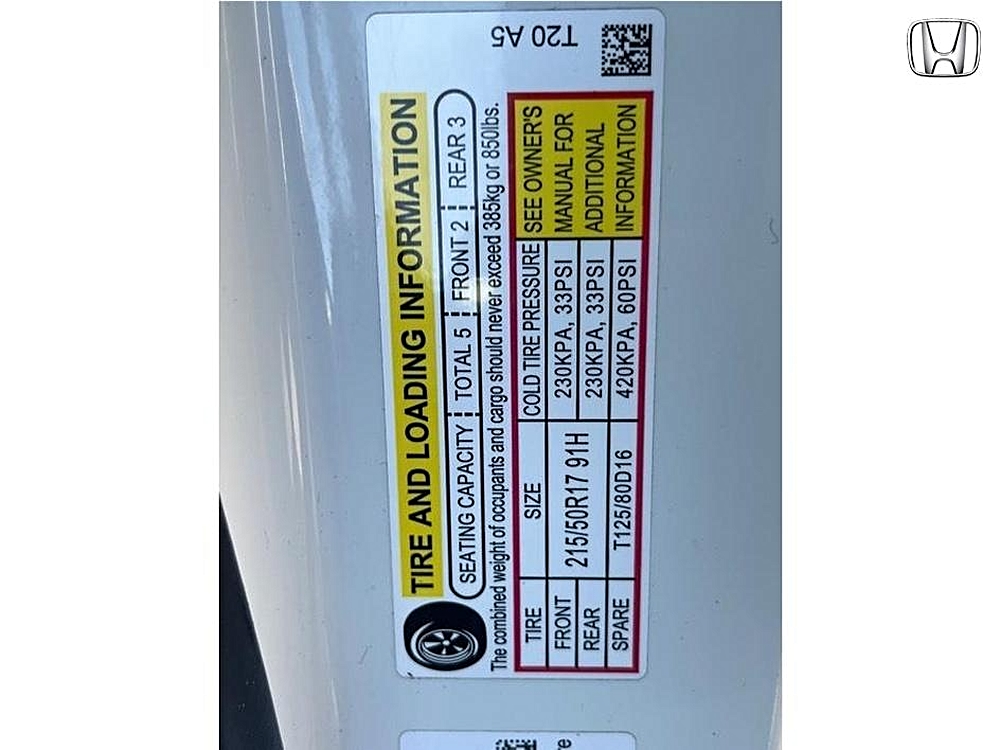 TIRE AND LOADING INFORMATION
SEATING CAPACITY TOTAL 5 FRONT 2 REAR 3
The combined weight of occupants and cargo should never exceed 385kg or 850lbs.
TIRE SIZE COLD TIRE PRESSURE SEE OWNER'S
FRONT 215/50R17 91H 230KPA, 33PSI MANUAL FOR
REAR 230KPA, 33PSI ADDITIONAL
SPARE T125/80D16 420KPA, 60PSI INFORMATION
T20 A5